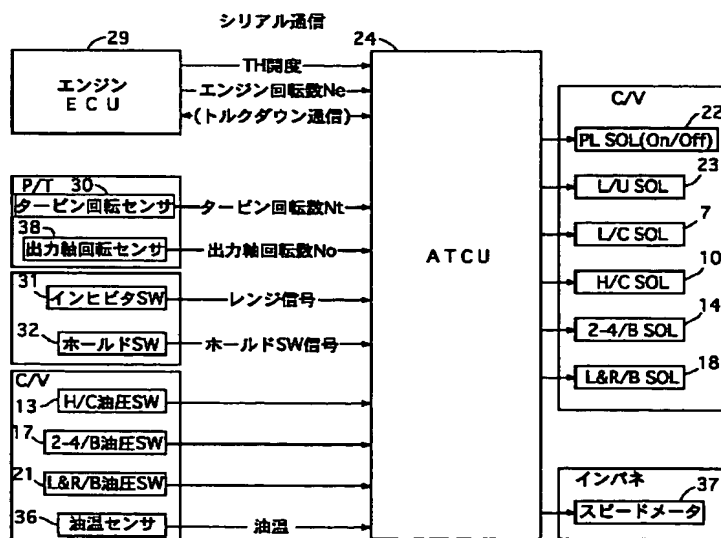 シリアル通信
29
エンジン
ECU
TH開度
エンジン回転数Ne
(トルクダウン通信)
24
ATCU
P/T
30
タービン回転センサ
タービン回転数Nt
38
出力軸回転センサ
出力軸回転数No
31
インヒビタSW
レンジ信号
32
ホールドSW
ホールドSW信号
C/V
13
H/C油圧SW
17
2-4/B油圧SW
21
L&R/B油圧SW
36
油温センサ
油温
C/V
22
PL SOL(On/Off)
23
L/U SOL
7
L/C SOL
10
H/C SOL
14
2-4/B SOL
18
L&R/B SOL
インパネ
37
スピードメータ